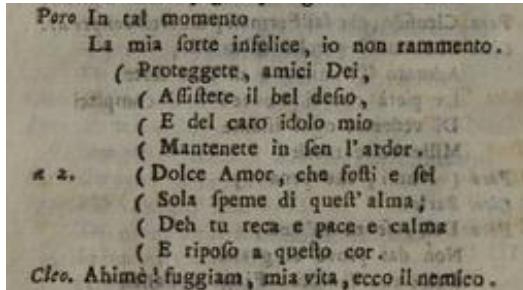 Poro In tal momento
La mia ſorte infelice, io non rammento.
( Proteggete, amici Dei,
( Aſſiſtete il bel deſio,
( E del caro idolo mio
( Mantenete in ſen l'ardor.
a 2. ( Dolce Amor, che foſti e ſei
( Sola ſpeme di queſt'alma;
( Deh tu reca e pace e calma
( E ripoſo a queſto cor.
Cleo. Ahimè! fuggiam, mia vita, ecco il nemico.